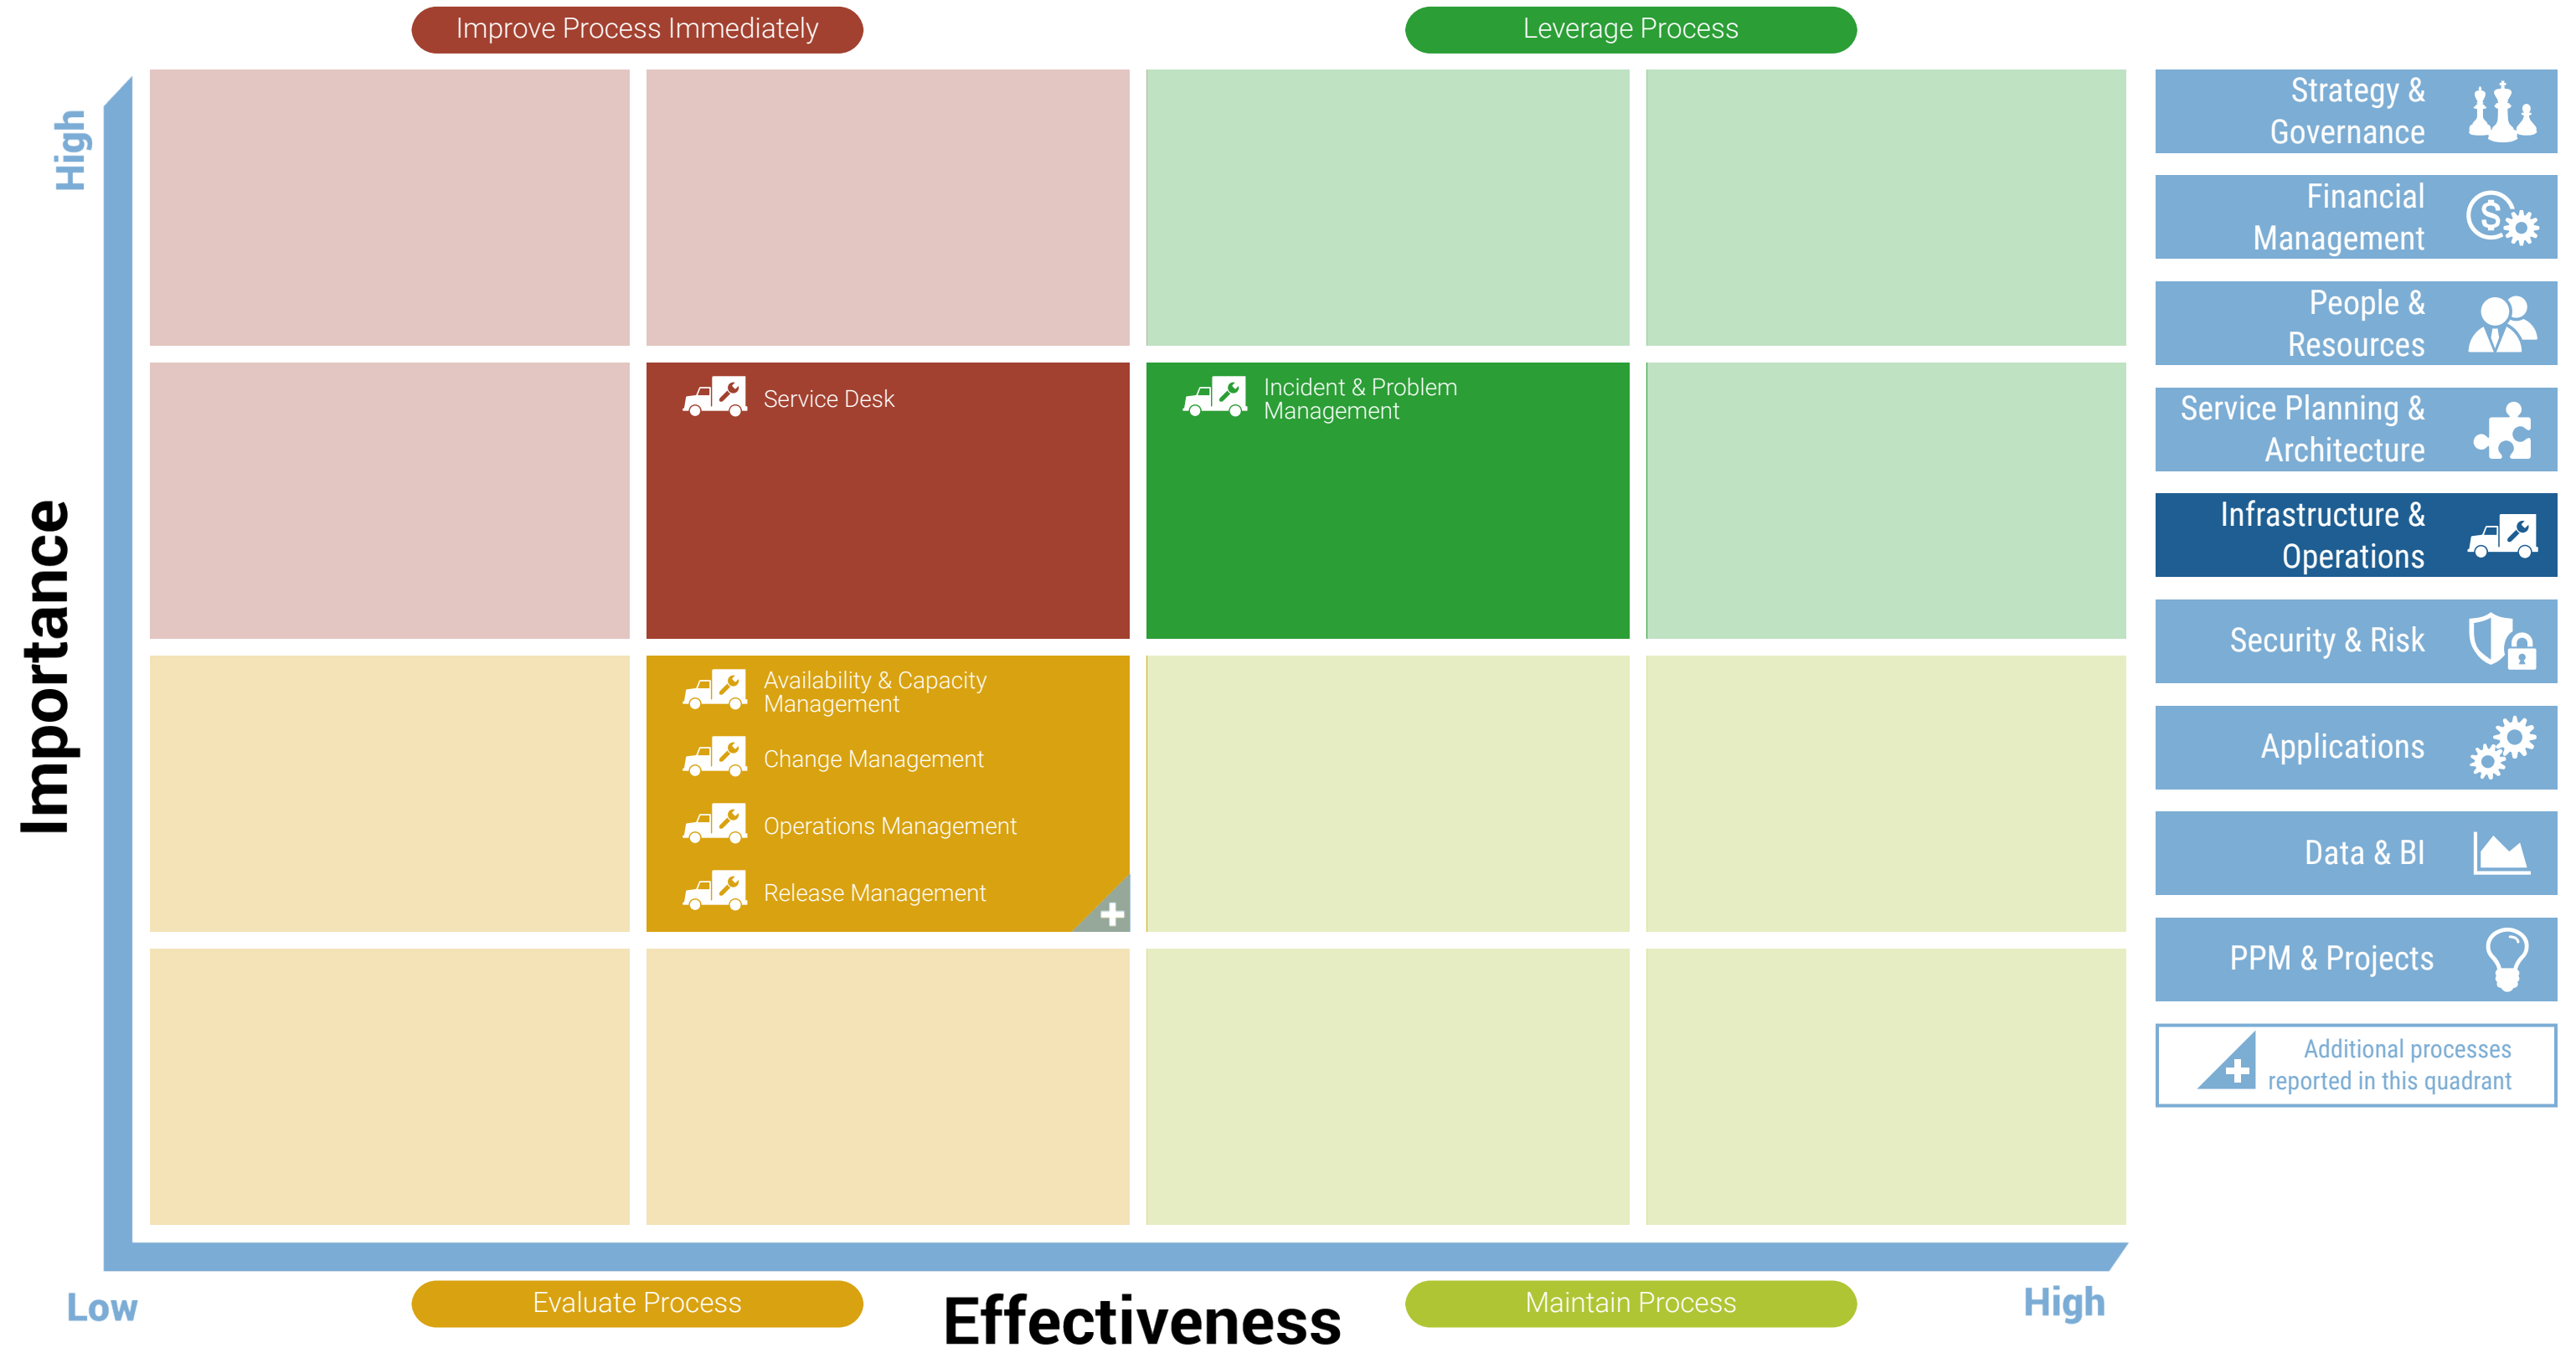 Improve Process Immediately
Leverage Process
High
Importance
Service Desk
Incident & Problem
Management
Availability & Capacity
Management
Change Management
Operations Management
Release Management
Low
Evaluate Process
Effectiveness
Maintain Process
High
Strategy &
Governance
Financial
Management
People &
Resources
Service Planning &
Architecture
Infrastructure &
Operations
Security & Risk
Applications
Data & BI
PPM & Projects
Additional processes
reported in this quadrant